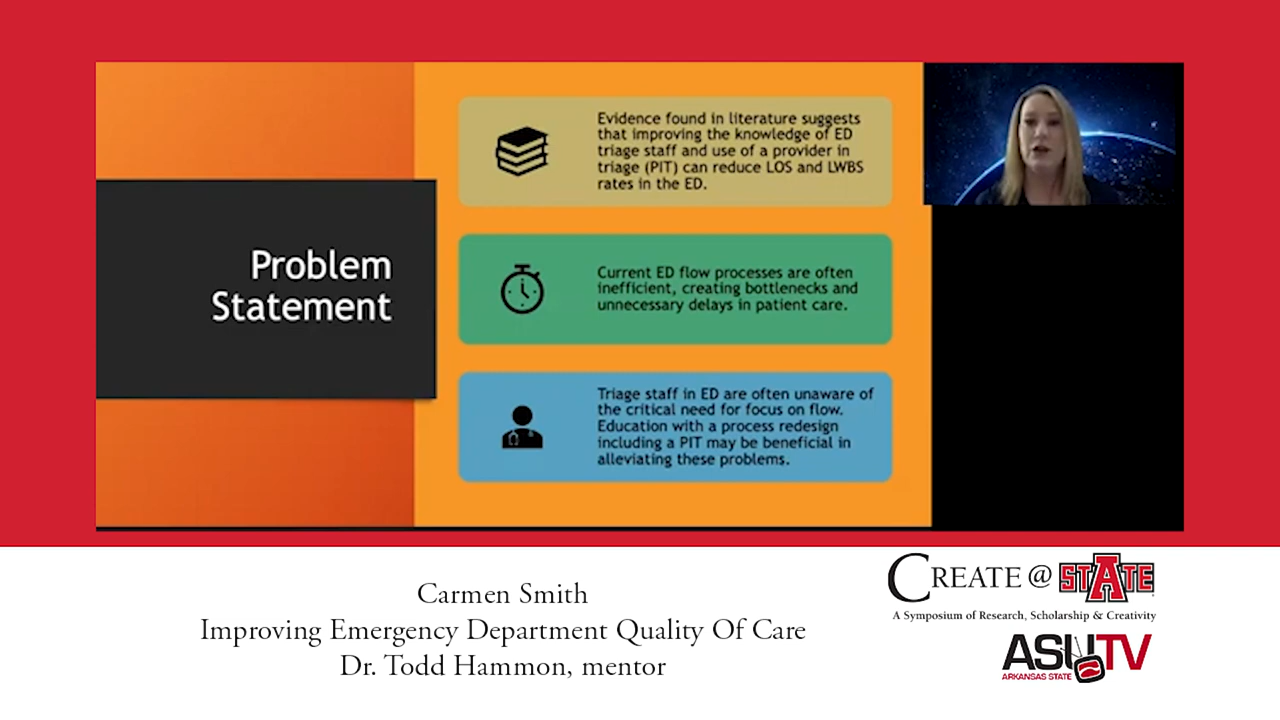 Problem
Statement
Evidence found in literature suggests
that improving the knowledge of ED
triage staff and use of a provider in
triage (PIT) can reduce LOS and LWBS
rates in the ED.
Current ED flow processes are often
inefficient, creating bottlenecks and
unnecessary delays in patient care.
Triage staff in ED are often unaware of
the critical need for focus on flow.
Education with a process redesign
including a PIT may be beneficial in
alleviating these problems.
Carmen Smith
Improving Emergency Department Quality Of Care
Dr. Todd Hammon, mentor
CREATE @ STATE
A Symposium of Research, Scholarship & Creativity
ASUTV
ARKANSAS STATE